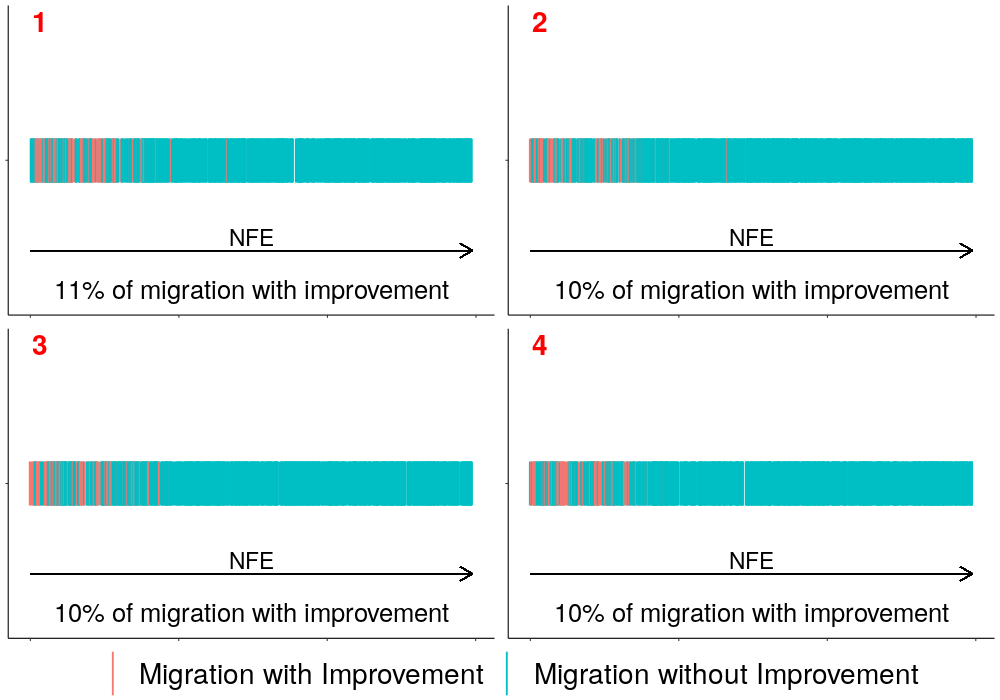 1
NFE
11% of migration with improvement
2
NFE
10% of migration with improvement
3
NFE
10% of migration with improvement
4
NFE
10% of migration with improvement
Migration with Improvement
Migration without Improvement